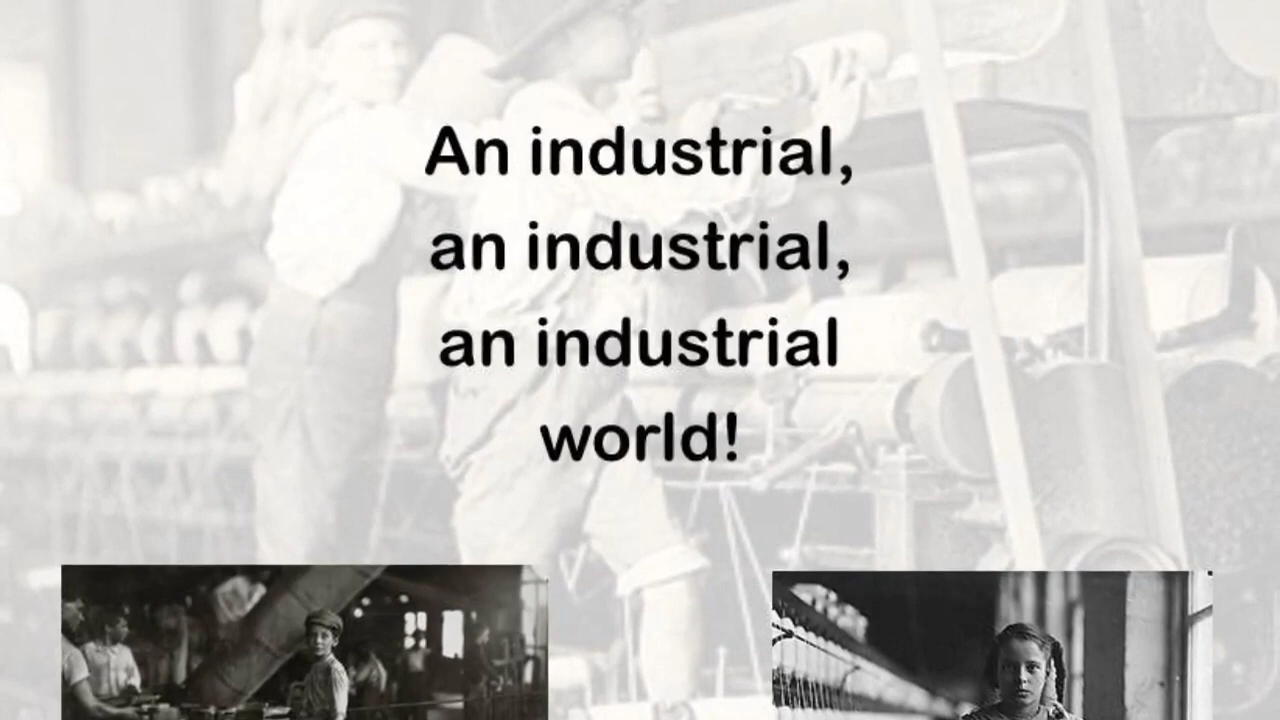 An industrial,
an industrial,
an industrial
world!